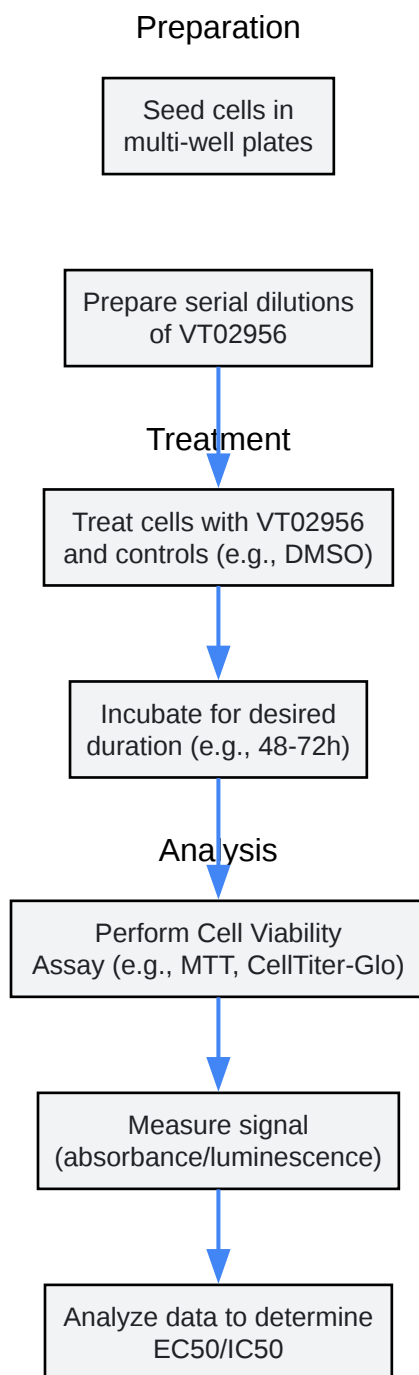 Preparation
Seed cells in
multi-well plates
Prepare serial dilutions
of VT02956
Treatment
Treat cells with VT02956
and controls (e.g., DMSO)
Incubate for desired
duration (e.g., 48-72h)
Analysis
Perform Cell Viability
Assay (e.g., MTT, CellTiter-Glo)
Measure signal
(absorbance/luminescence)
Analyze data to determine
EC50/IC50